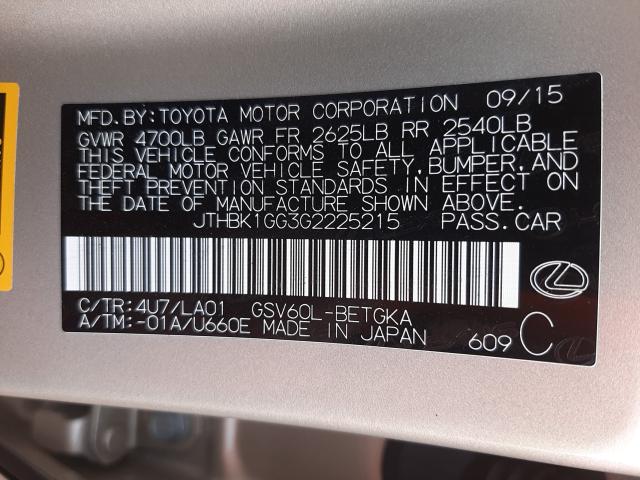 MFD.BY:TOYOTA MOTOR CORPORATION 09/15
GVWR 4700LB GAWR FR 2625LB RR 2540LB
THIS VEHICLE CONFORMS TO ALL APPLICABLE
FEDERAL MOTOR VEHICLE SAFETY,BUMPER,AND
THEFT PREVENTION STANDARDS IN EFFECT ON
THE DATE OF MANUFACTURE SHOWN ABOVE.
JTHBK1GG3G2225215 PASS.CAR
C/TR:4U7/LA01 GSV60L-BETGKA
A/TM:-01A/U660E MADE IN JAPAN 609 C